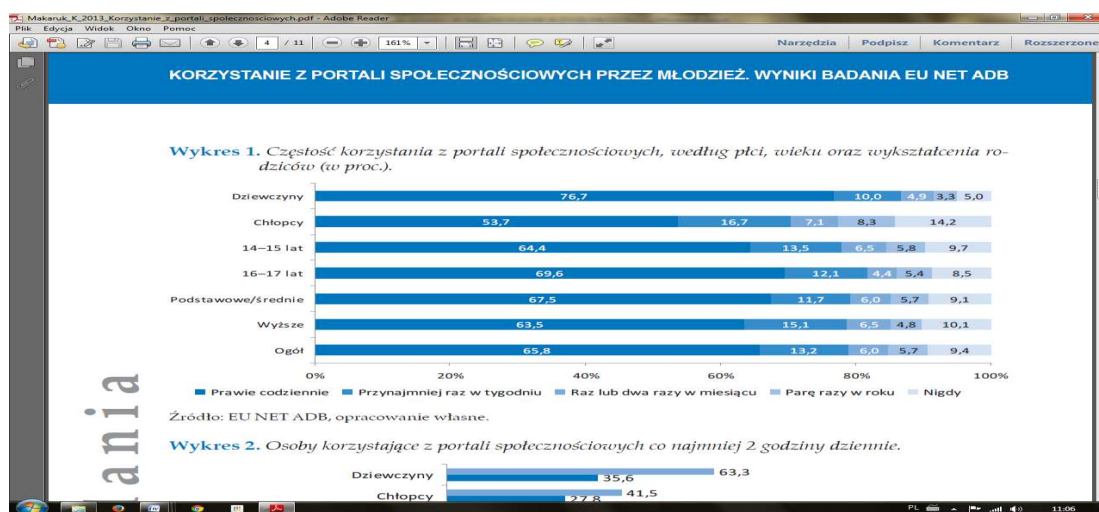 Makaruk_K_2013_Korzystanie_z_portali_spolecznosciowych.pdf - Adobe Reader
Plik Edycja Widok Okno Pomoc
4 / 11 161% Narzędzia Podpisz Komentarz Rozszerzone
KORZYSTANIE Z PORTALI SPOŁECZNOŚCIOWYCH PRZEZ MŁODZIEŻ. WYNIKI BADANIA EU NET ADB
Wykres 1. Częstość korzystania z portali społecznościowych, według płci, wieku oraz wykształcenia ro-
dziców (w proc.).
Dziewczyny 76,7 10,0 4,9 3,3 5,0
Chłopcy 53,7 16,7 7,1 8,3 14,2
14–15 lat 64,4 13,5 6,5 5,8 9,7
16–17 lat 69,6 12,1 4,4 5,4 8,5
Podstawowe/średnie 67,5 11,7 6,0 5,7 9,1
Wyższe 63,5 15,1 6,5 4,8 10,1
Ogół 65,8 13,2 6,0 5,7 9,4
0% 20% 40% 60% 80% 100%
Prawie codziennie Przynajmniej raz w tygodniu Raz lub dwa razy w miesiącu Parę razy w roku Nigdy
Źródło: EU NET ADB, opracowanie własne.
Wykres 2. Osoby korzystające z portali społecznościowych co najmniej 2 godziny dziennie.
Dziewczyny 63,3
35,6
Chłopcy 41,5
27,8
ania
PL 11:06